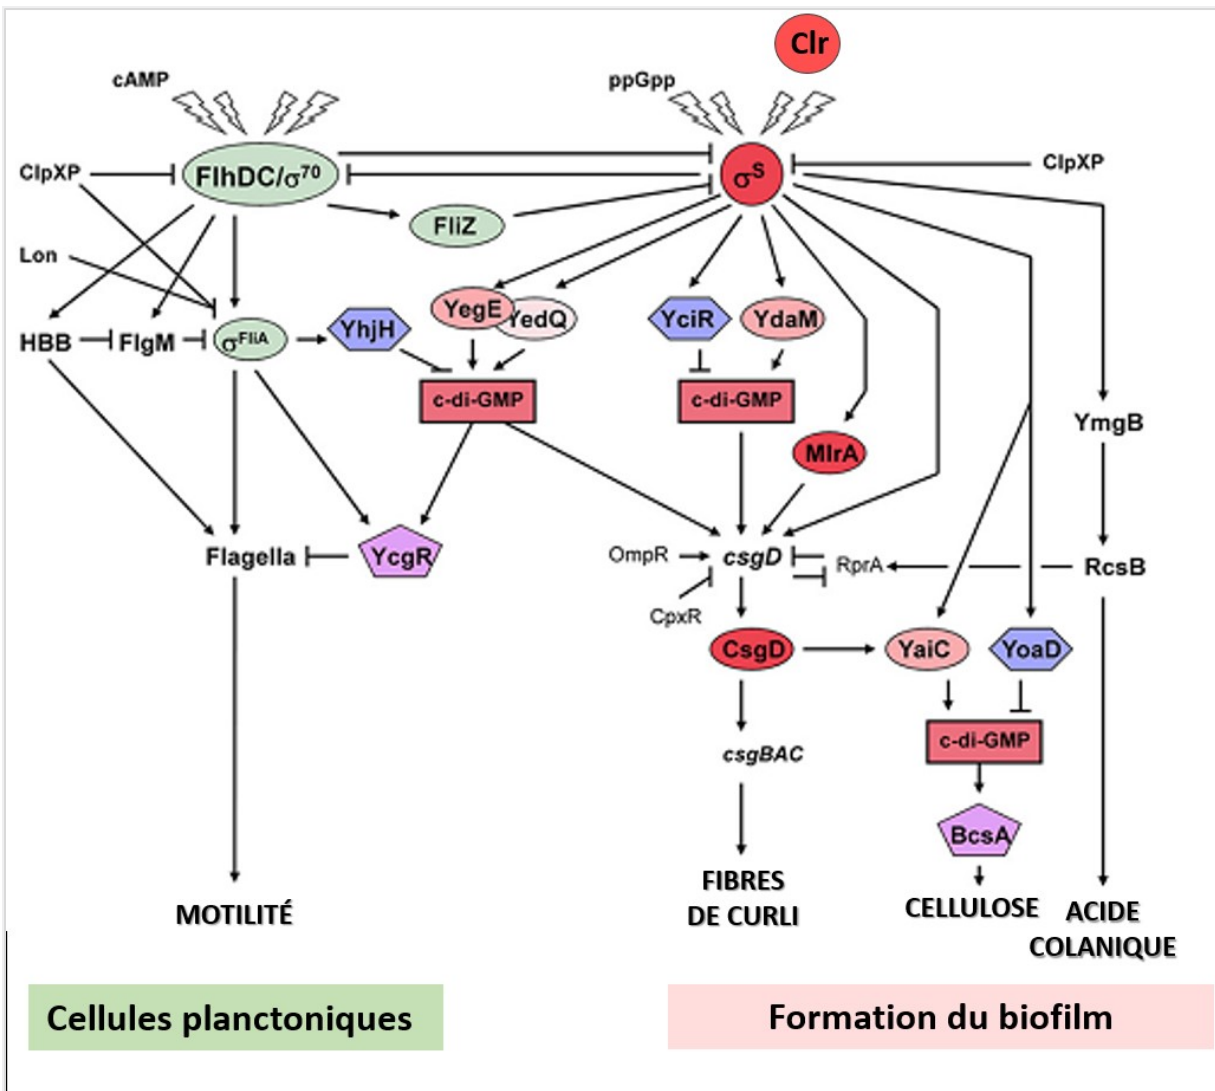 Clr
cAMP
ppGpp
ClpXP
FlhDC/σ⁷⁰
σˢ
ClpXP
FliZ
Lon
YegE
YedQ
YciR
YdaM
HBB
FlgM
σᶠˡⁱᴬ
YhjH
c-di-GMP
c-di-GMP
YmgB
MlrA
Flagella
YcgR
OmpR
csgD
RprA
RcsB
CpxR
CsgD
YaiC
YoaD
c-di-GMP
csgBAC
BcsA
MOTILITÉ
FIBRES
DE CURLI
CELLULOSE
ACIDE
COLANIQUE
Cellules planctoniques
Formation du biofilm